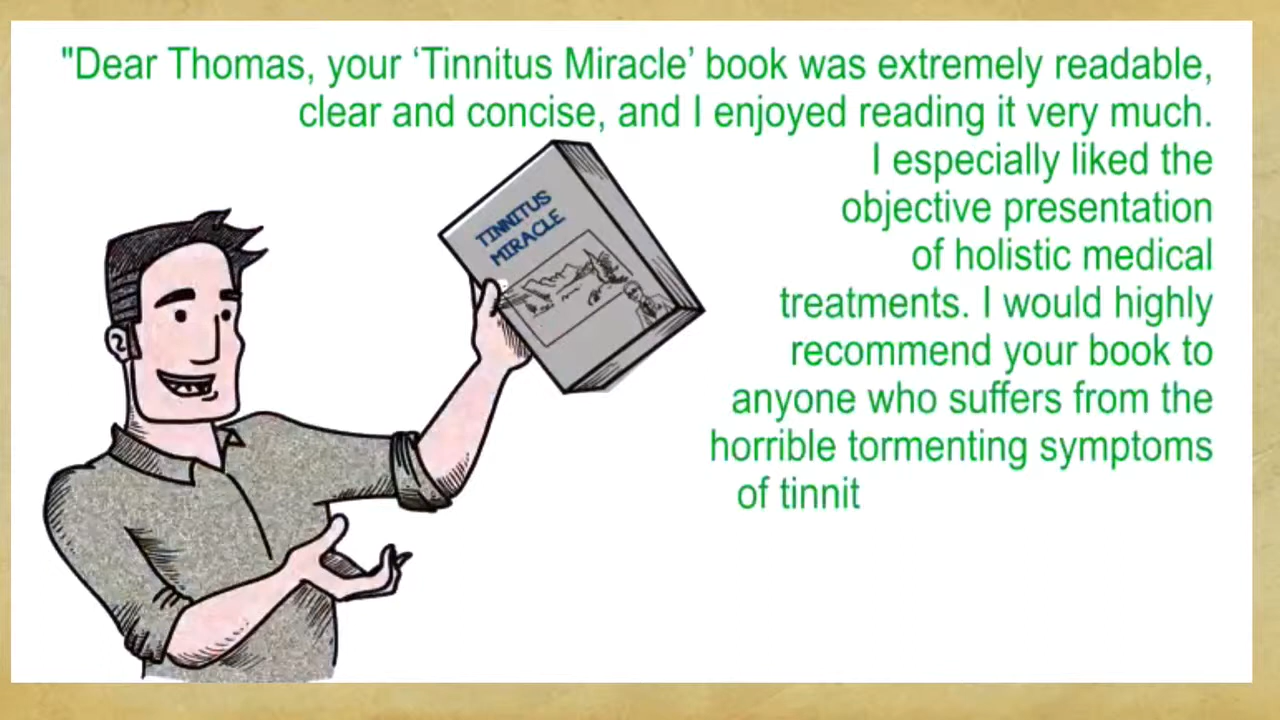 "Dear Thomas, your ‘Tinnitus Miracle’ book was extremely readable,
clear and concise, and I enjoyed reading it very much.
I especially liked the
objective presentation
of holistic medical
treatments. I would highly
recommend your book to
anyone who suffers from the
horrible tormenting symptoms
of tinnit
TINNITUS
MIRACLE